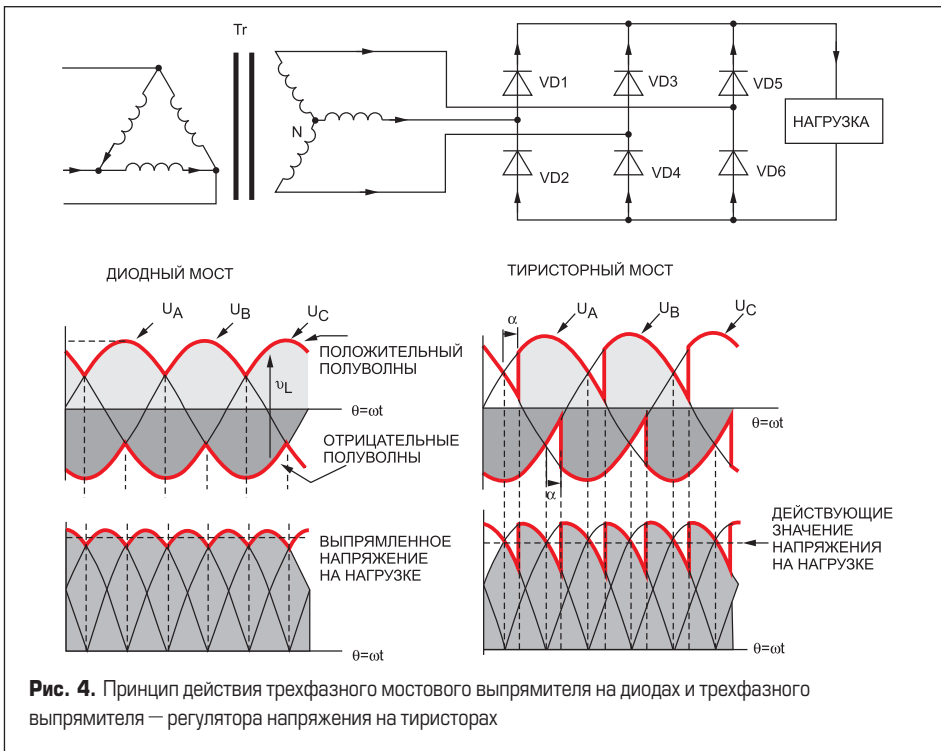 Tr
N
VD1
VD3
VD5
НАГРУЗКА
VD2
VD4
VD6
ДИОДНЫЙ МОСТ
UA
UB
UC
ПОЛОЖИТЕЛЬНЫЙ
ПОЛУВОЛНЫ
υL
θ=ωt
ОТРИЦАТЕЛЬНЫЕ
ПОЛУВОЛНЫ
ВЫПРЯМЛЕННОЕ
НАПРЯЖЕНИЕ
НА НАГРУЗКЕ
θ=ωt
ТИРИСТОРНЫЙ МОСТ
α
UA
UB
UC
θ=ωt
α
ДЕЙСТВУЮЩИЕ
ЗНАЧЕНИЕ
НАПРЯЖЕНИЯ
НА НАГРУЗКЕ
θ=ωt
Рис. 4. Принцип действия трехфазного мостового выпрямителя на диодах и трехфазного
выпрямителя — регулятора напряжения на тиристорах